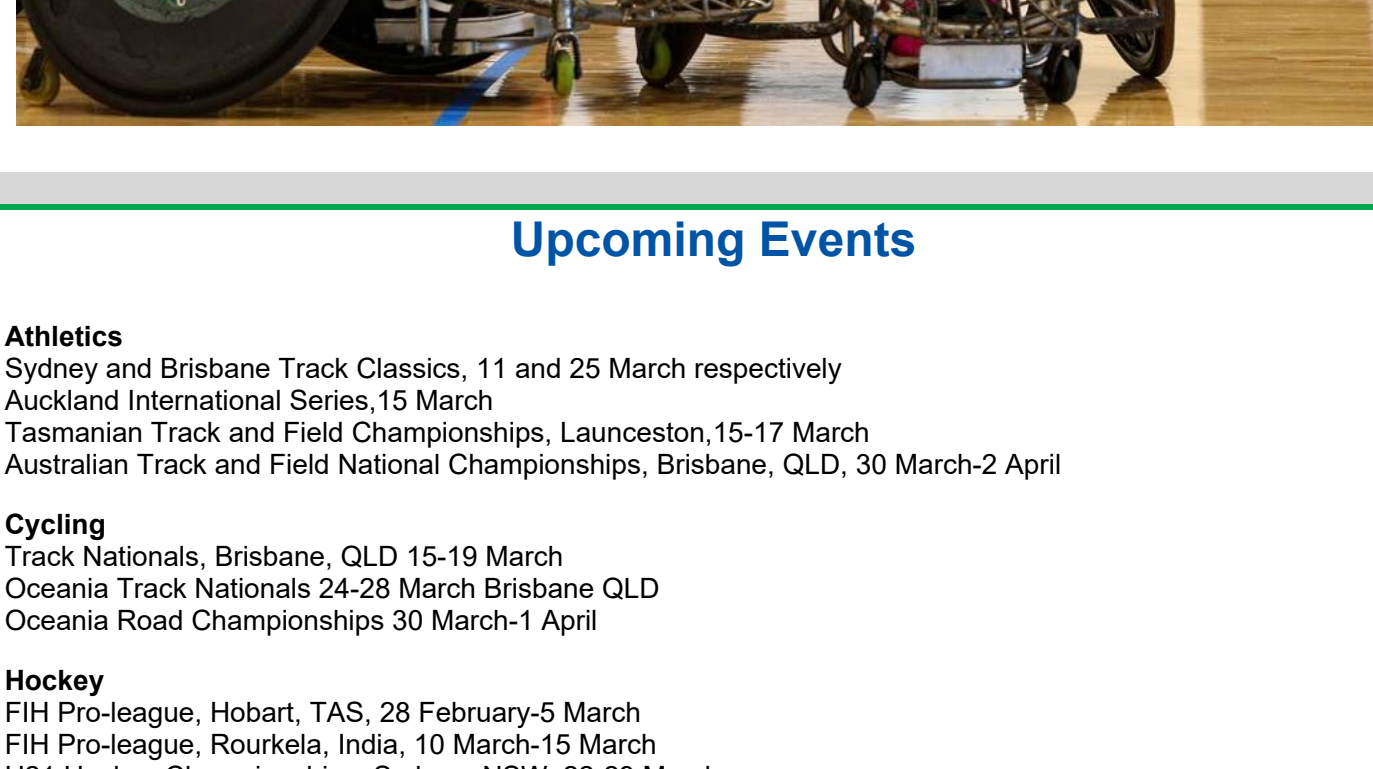 Upcoming Events
Athletics
Sydney and Brisbane Track Classics, 11 and 25 March respectively
Auckland International Series,15 March
Tasmanian Track and Field Championships, Launceston,15-17 March
Australian Track and Field National Championships, Brisbane, QLD, 30 March-2 April
Cycling
Track Nationals, Brisbane, QLD 15-19 March
Oceania Track Nationals 24-28 March Brisbane QLD
Oceania Road Championships 30 March-1 April
Hockey
FIH Pro-league, Hobart, TAS, 28 February-5 March
FIH Pro-league, Rourkela, India, 10 March-15 March